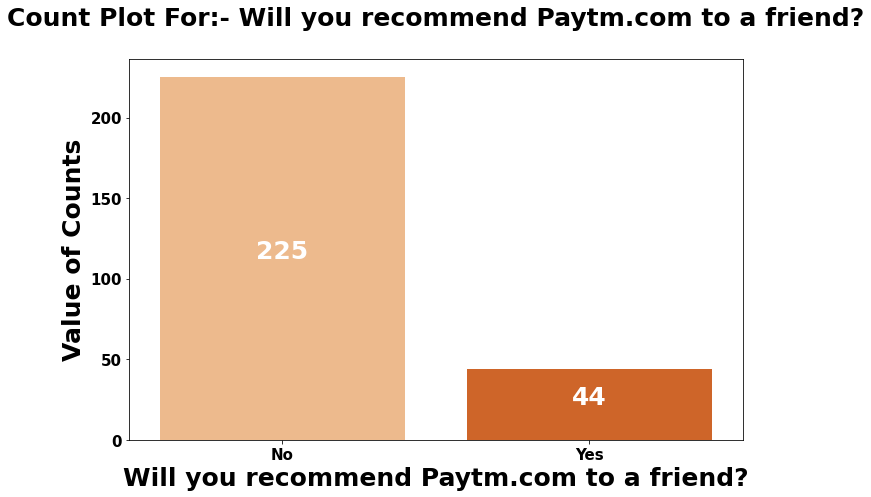 Count Plot For:- Will you recommend Paytm.com to a friend?
Value of Counts
200
150
100
50
0
225
44
No Yes
Will you recommend Paytm.com to a friend?